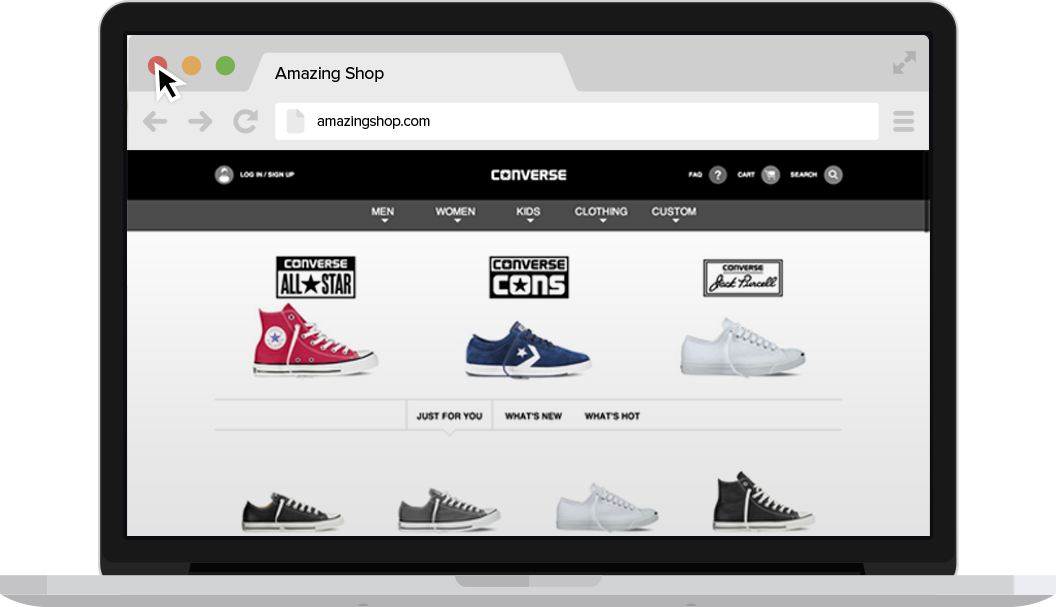 Amazing Shop
amazingshop.com
LOG IN / SIGN UP
CONVERSE
FAQ ?
CART
SEARCH
MEN
WOMEN
KIDS
CLOTHING
CUSTOM
CONVERSE
ALL★STAR
CONVERSE
CONS
CONVERSE
Jack Purcell
JUST FOR YOU
WHAT'S NEW
WHAT'S HOT